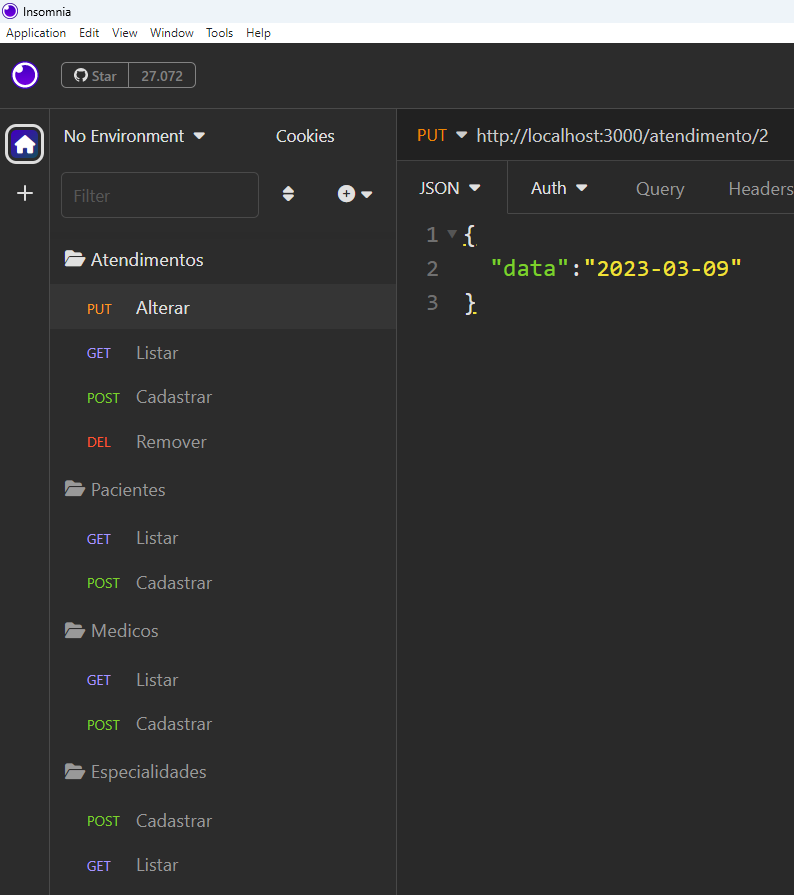 Insomnia
Application Edit View Window Tools Help
Star 27.072
No Environment Cookies
Filter
Atendimentos
PUT Alterar
GET Listar
POST Cadastrar
DEL Remover
Pacientes
GET Listar
POST Cadastrar
Medicos
GET Listar
POST Cadastrar
Especialidades
POST Cadastrar
GET Listar
PUT http://localhost:3000/atendimento/2
JSON Auth Query Headers
1 {
2 "data":"2023-03-09"
3 }